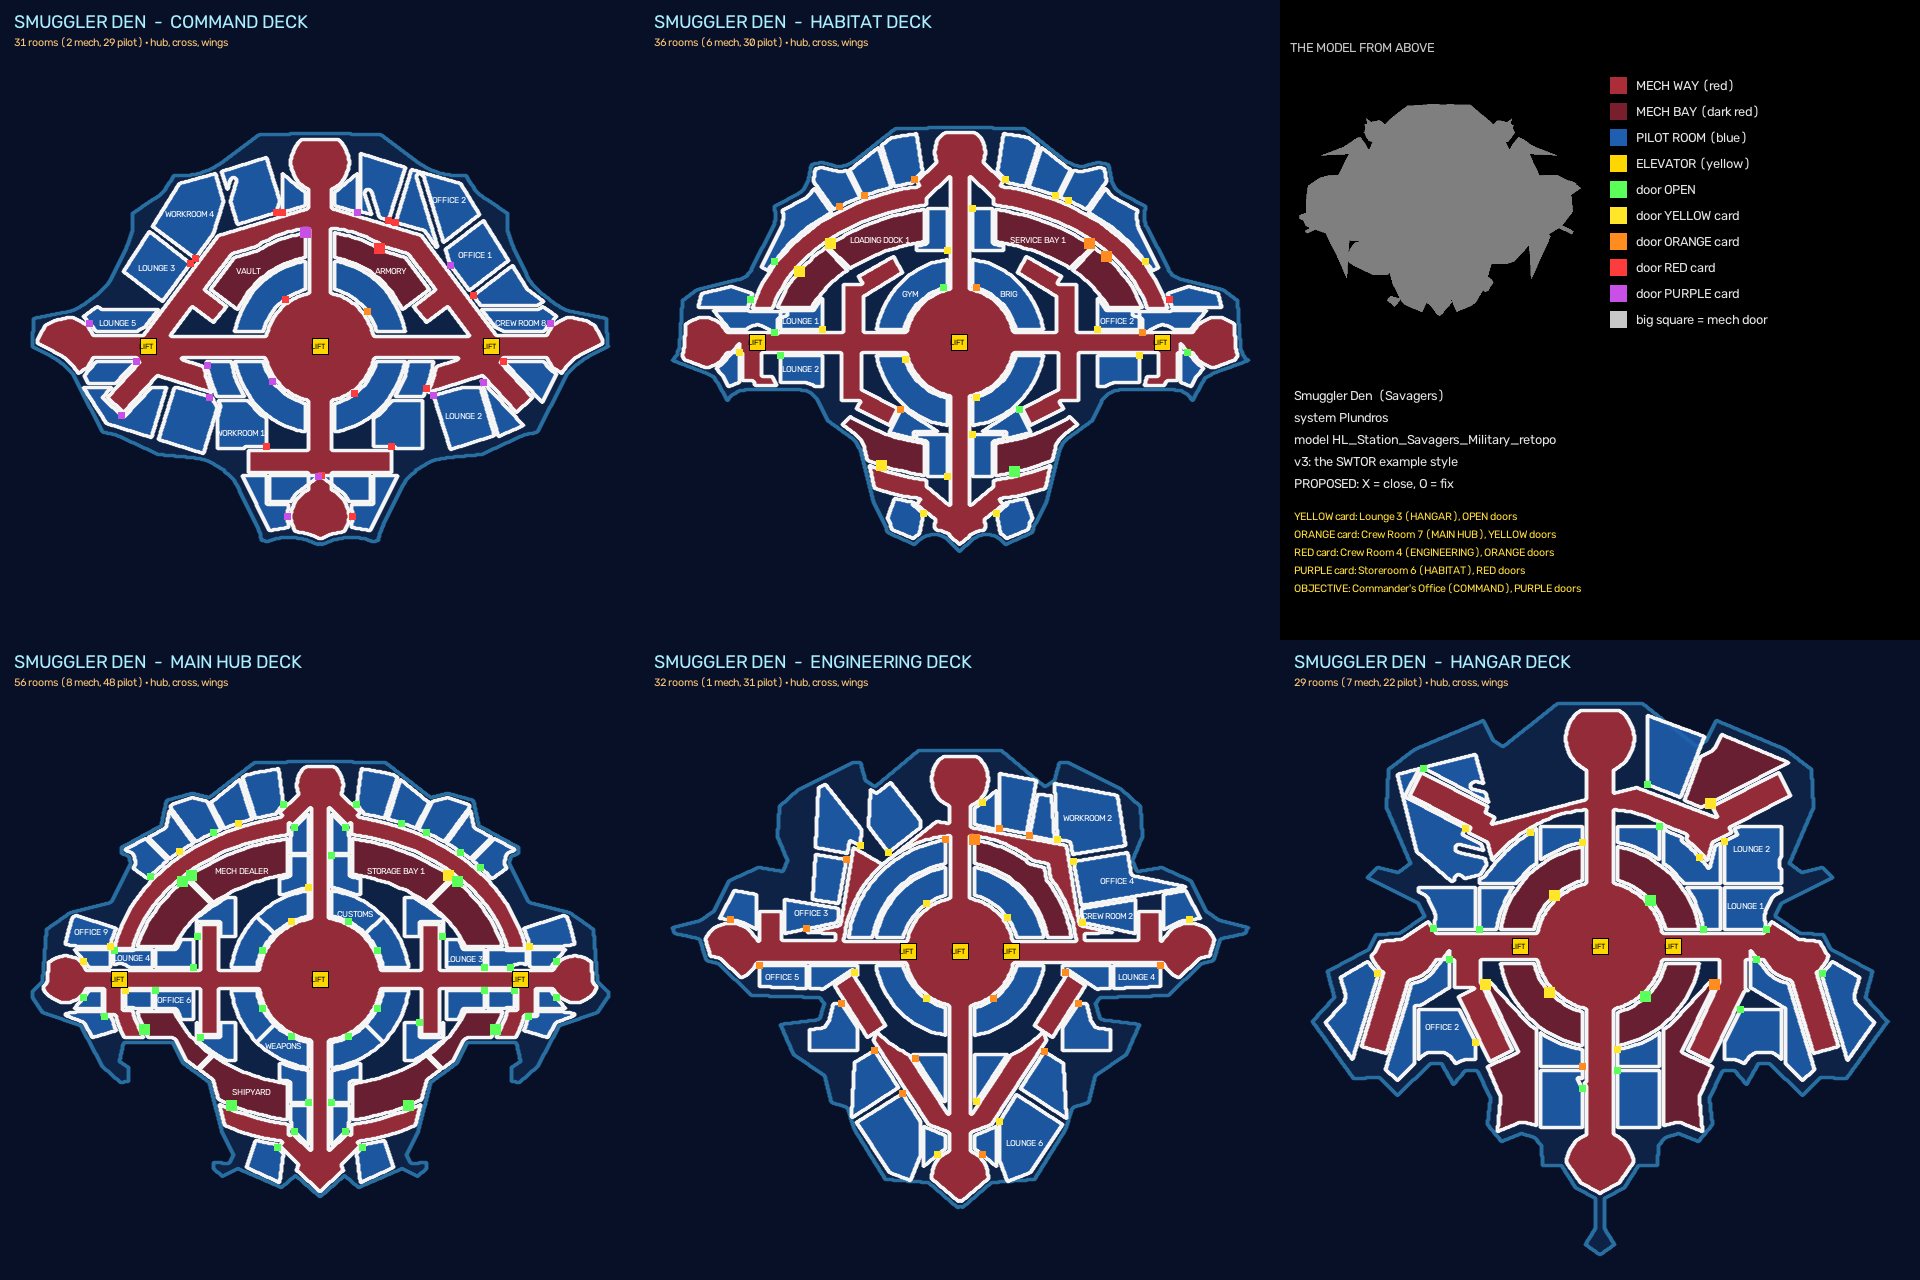 SMUGGLER DEN - COMMAND DECK
31 rooms (2 mech, 29 pilot) • hub, cross, wings
WORKROOM 4
OFFICE 2
LOUNGE 3
VAULT
ARMORY
OFFICE 1
LOUNGE 5
CREW ROOM 8
LIFT
LIFT
LIFT
WORKROOM 1
LOUNGE 2
SMUGGLER DEN - HABITAT DECK
36 rooms (6 mech, 30 pilot) • hub, cross, wings
LOADING DOCK 1
SERVICE BAY 1
GYM
BRIG
LOUNGE 1
OFFICE 2
LIFT
LIFT
LIFT
LOUNGE 2
THE MODEL FROM ABOVE
MECH WAY (red)
MECH BAY (dark red)
PILOT ROOM (blue)
ELEVATOR (yellow)
door OPEN
door YELLOW card
door ORANGE card
door RED card
door PURPLE card
big square = mech door
Smuggler Den (Savagers)
system Plundros
model HL_Station_Savagers_Military_retopo
v3: the SWTOR example style
PROPOSED: X = close, O = fix
YELLOW card: Lounge 3 (HANGAR), OPEN doors
ORANGE card: Crew Room 7 (MAIN HUB), YELLOW doors
RED card: Crew Room 4 (ENGINEERING), ORANGE doors
PURPLE card: Storeroom 6 (HABITAT), RED doors
OBJECTIVE: Commander's Office (COMMAND), PURPLE doors
SMUGGLER DEN - MAIN HUB DECK
56 rooms (8 mech, 48 pilot) • hub, cross, wings
MECH DEALER
STORAGE BAY 1
CUSTOMS
OFFICE 9
LOUNGE 4
LOUNGE 3
LIFT
LIFT
LIFT
OFFICE 6
WEAPONS
SHIPYARD
SMUGGLER DEN - ENGINEERING DECK
32 rooms (1 mech, 31 pilot) • hub, cross, wings
WORKROOM 2
OFFICE 4
OFFICE 3
CREW ROOM 2
LIFT
LIFT
LIFT
OFFICE 5
LOUNGE 4
LOUNGE 6
SMUGGLER DEN - HANGAR DECK
29 rooms (7 mech, 22 pilot) • hub, cross, wings
LOUNGE 2
LOUNGE 1
LIFT
LIFT
LIFT
OFFICE 2